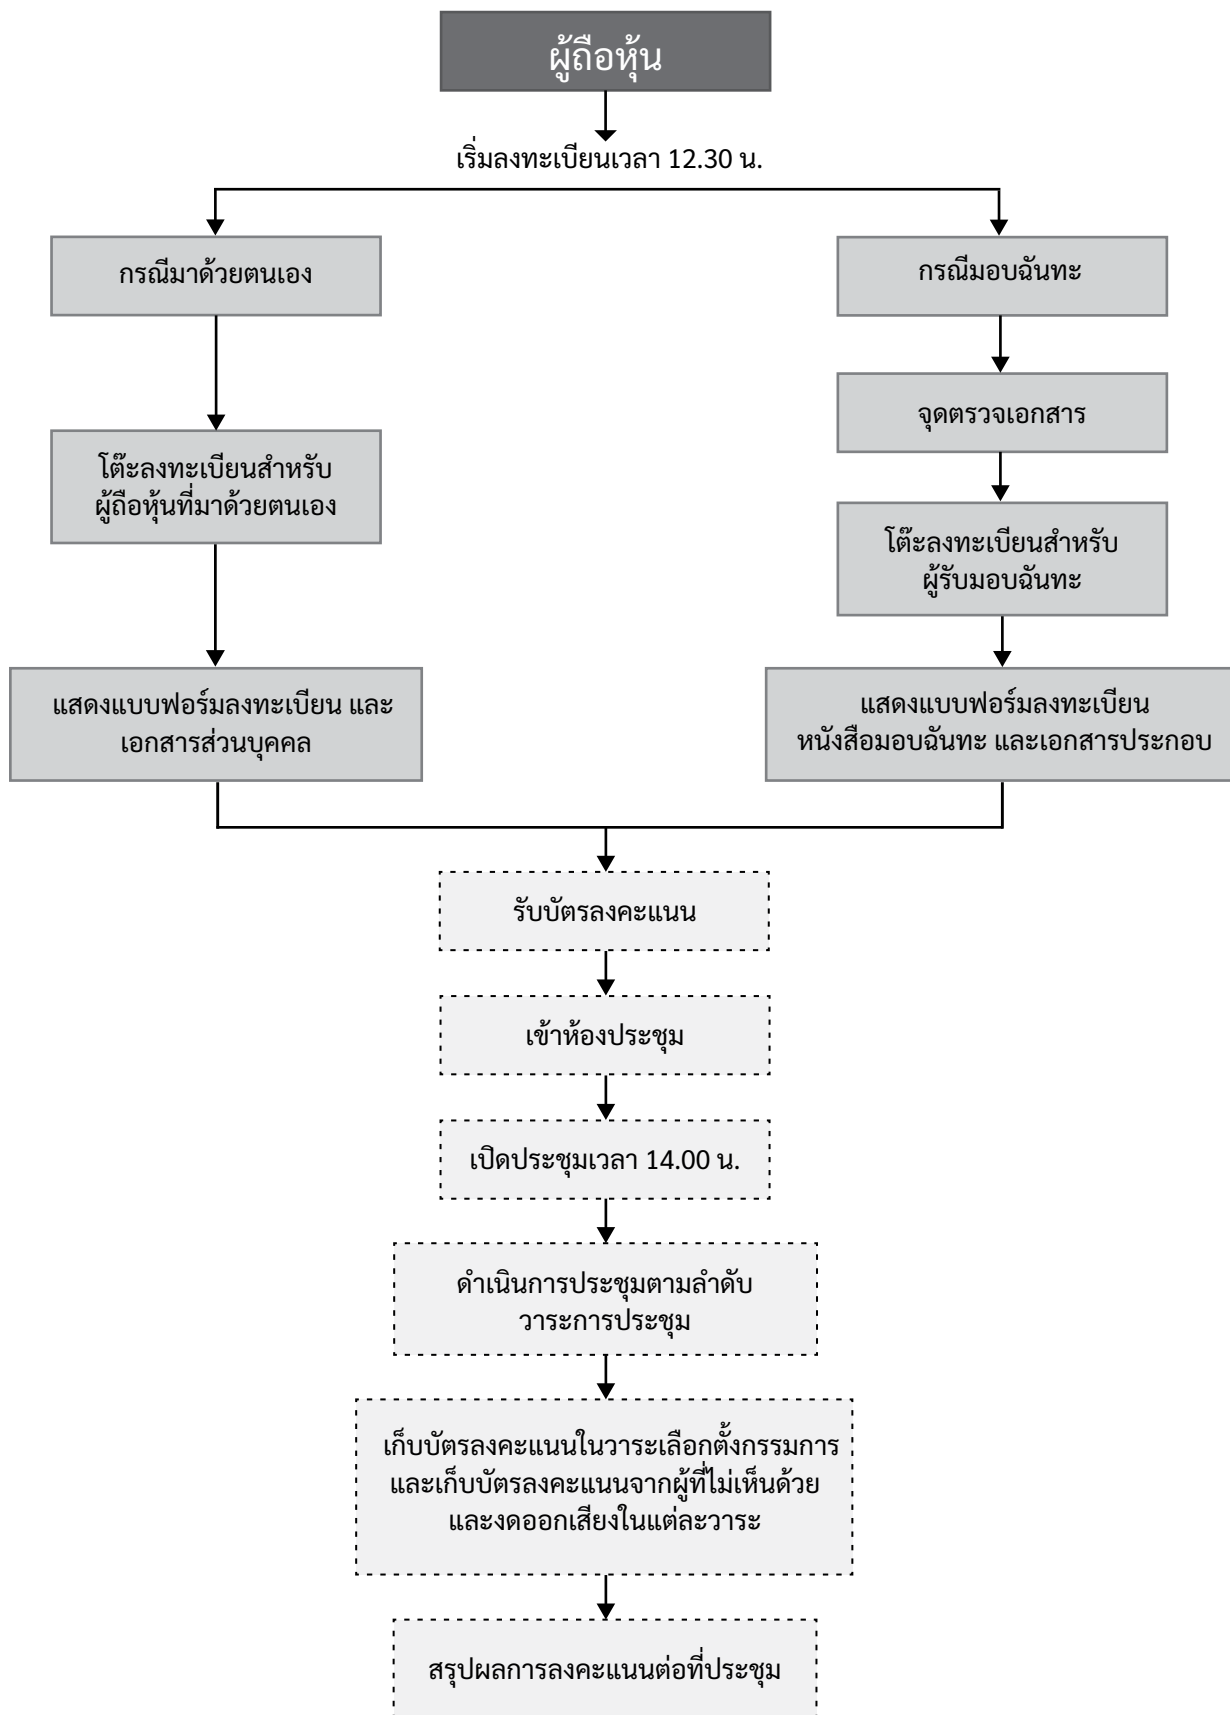 ผู้ถือหุ้น
เริ่มลงทะเบียนเวลา 12.30 น.
กรณีมาด้วยตนเอง
โต๊ะลงทะเบียนสำหรับ
ผู้ถือหุ้นที่มาด้วยตนเอง
แสดงแบบฟอร์มลงทะเบียน และ
เอกสารส่วนบุคคล
กรณีมอบฉันทะ
จุดตรวจเอกสาร
โต๊ะลงทะเบียนสำหรับ
ผู้รับมอบฉันทะ
แสดงแบบฟอร์มลงทะเบียน
หนังสือมอบฉันทะ และเอกสารประกอบ
รับบัตรลงคะแนน
เข้าห้องประชุม
เปิดประชุมเวลา 14.00 น.
ดำเนินการประชุมตามลำดับ
วาระการประชุม
เก็บบัตรลงคะแนนในวาระเลือกตั้งกรรมการ
และเก็บบัตรลงคะแนนจากผู้ที่ไม่เห็นด้วย
และงดออกเสียงในแต่ละวาระ
สรุปผลการลงคะแนนต่อที่ประชุม